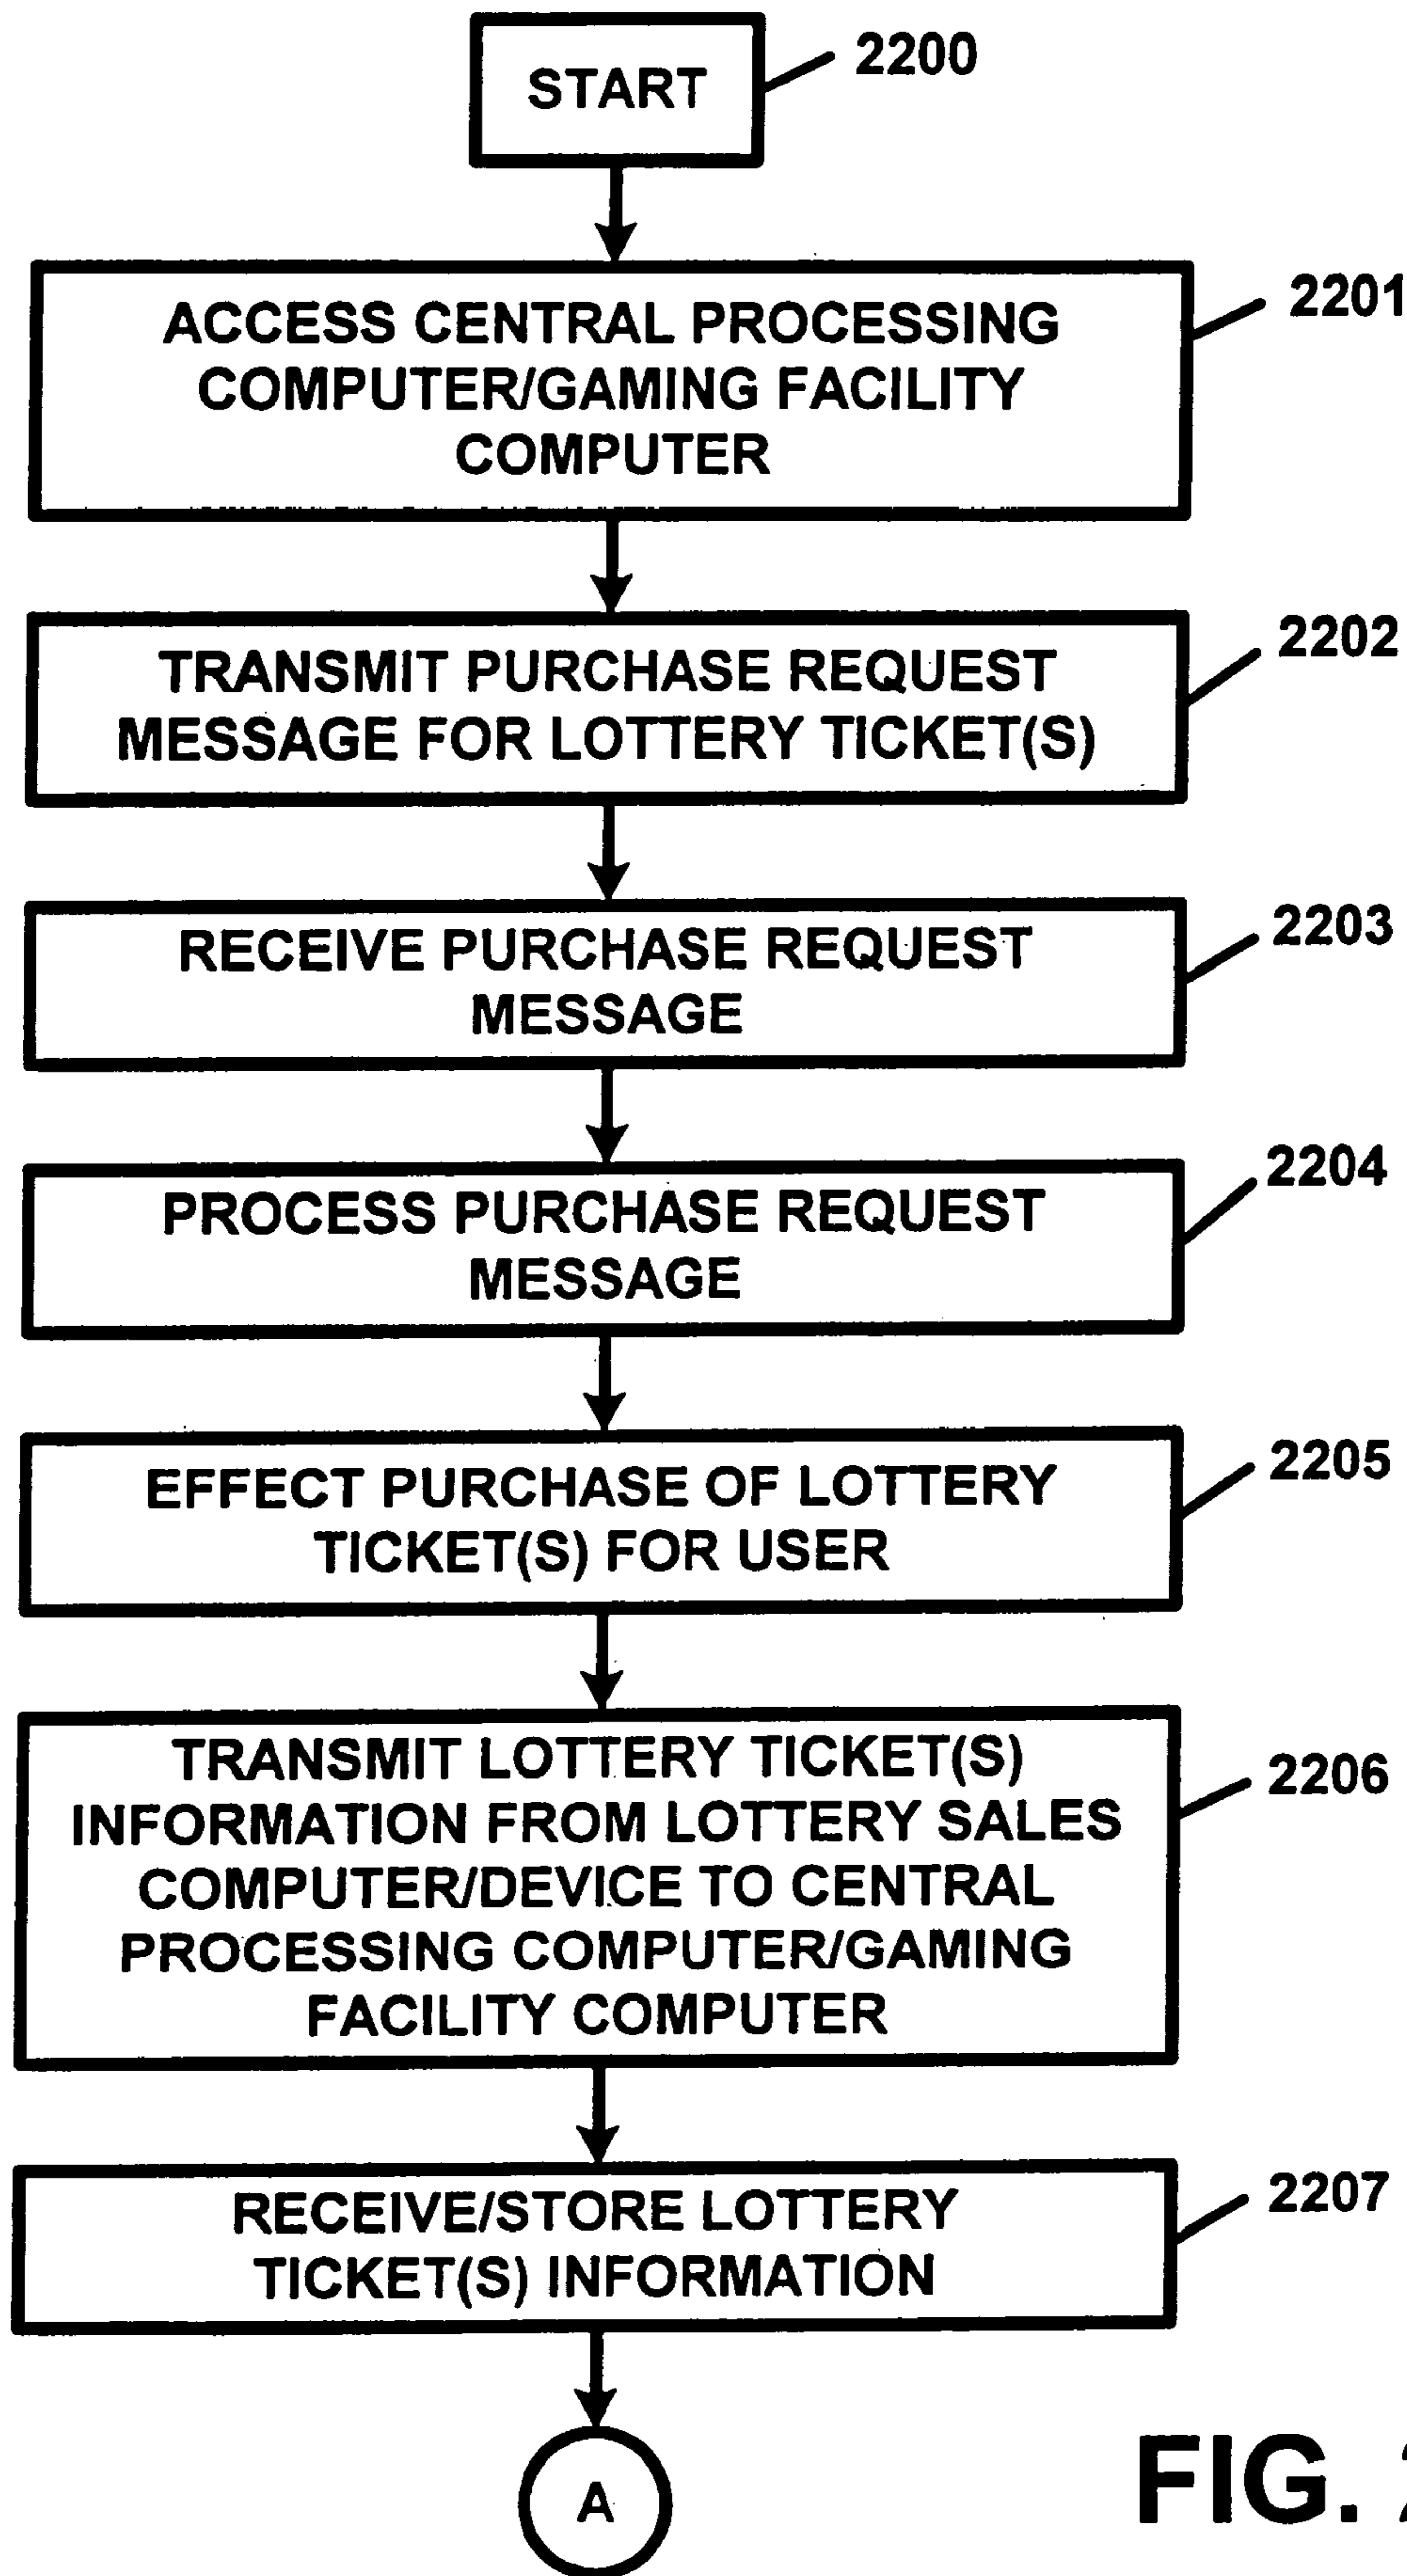 START
2200
ACCESS CENTRAL PROCESSING
COMPUTER/GAMING FACILITY
COMPUTER
2201
TRANSMIT PURCHASE REQUEST
MESSAGE FOR LOTTERY TICKET(S)
2202
RECEIVE PURCHASE REQUEST
MESSAGE
2203
PROCESS PURCHASE REQUEST
MESSAGE
2204
EFFECT PURCHASE OF LOTTERY
TICKET(S) FOR USER
2205
TRANSMIT LOTTERY TICKET(S)
INFORMATION FROM LOTTERY SALES
COMPUTER/DEVICE TO CENTRAL
PROCESSING COMPUTER/GAMING
FACILITY COMPUTER
2206
RECEIVE/STORE LOTTERY
TICKET(S) INFORMATION
2207
A
FIG.